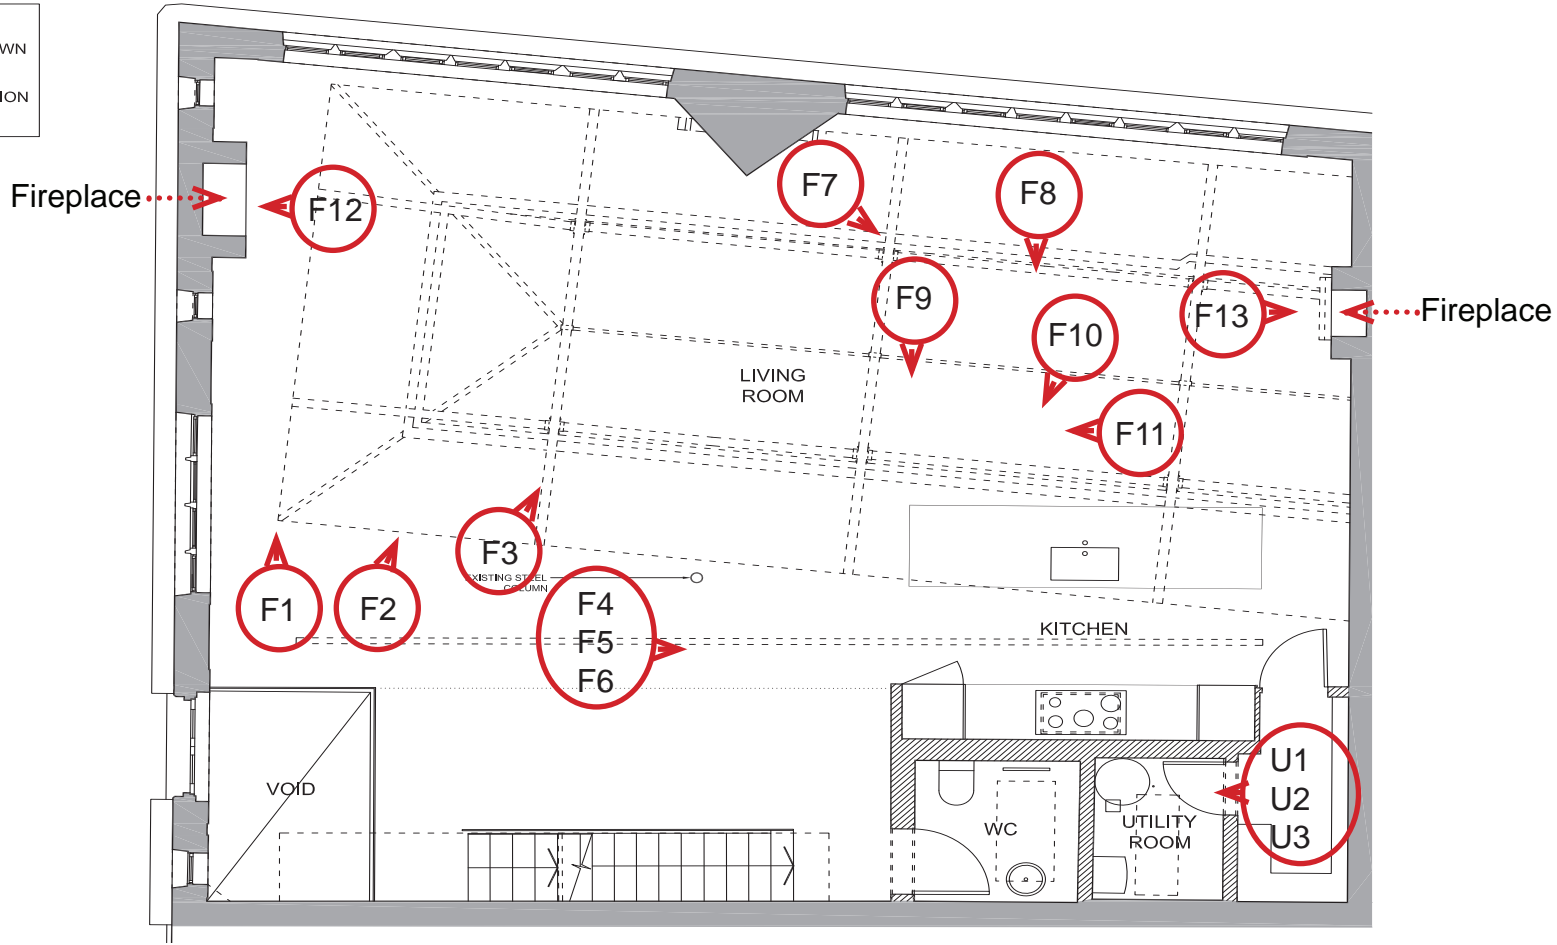 WN
ION
Fireplace
F12
F7
F8
F9
F10
F13
Fireplace
LIVING
ROOM
F11
F3
EXISTING STEEL
COLUMN
F1
F2
F4
F5
F6
KITCHEN
VOID
WC
UTILITY
ROOM
U1
U2
U3